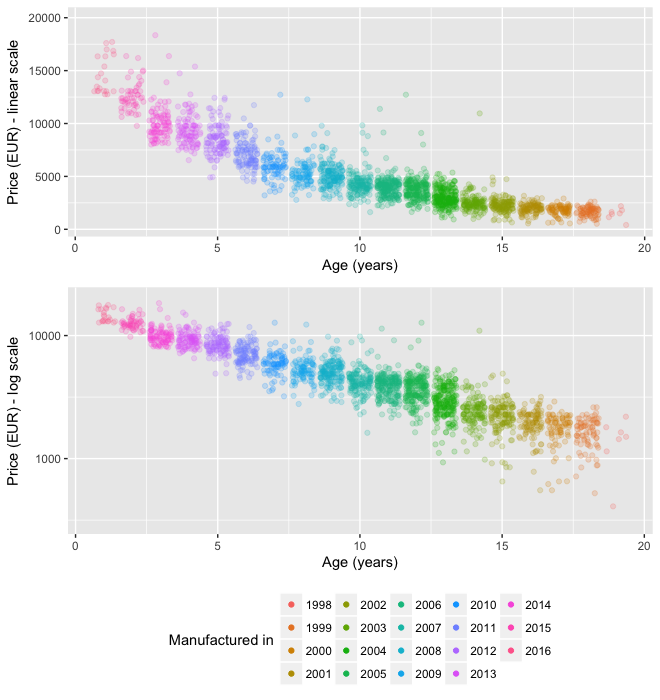 20000
15000
10000
5000
0
Price (EUR) - linear scale
0 5 10 15 20
Age (years)
10000
1000
Price (EUR) - log scale
0 5 10 15 20
Age (years)
Manufactured in
1998 2002 2006 2010 2014
1999 2003 2007 2011 2015
2000 2004 2008 2012 2016
2001 2005 2009 2013